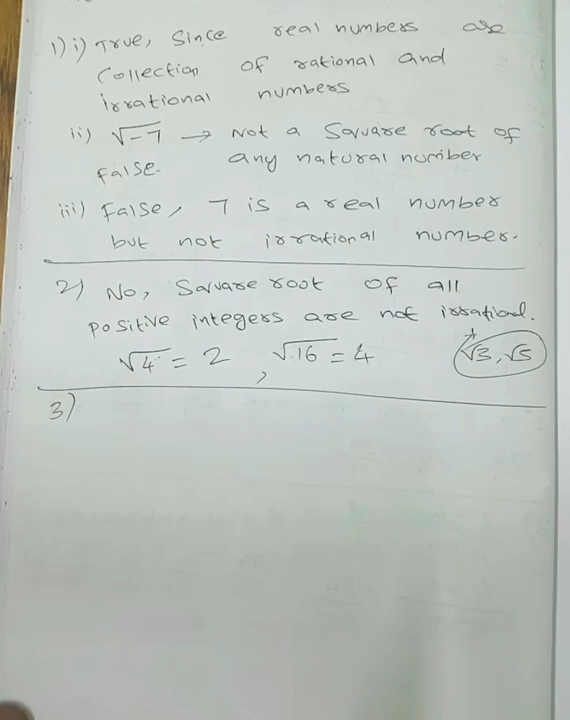 1) i) True, Since real numbers are
Collection of rational and
irrational numbers
ii) √-7 → Not a Square root of
False. any natural number
iii) False, 7 is a real number
but not irrational number.
2) No, Square root of all
positive integers are not irrational.
√4 = 2, √16 = 4 √3, √5
3)